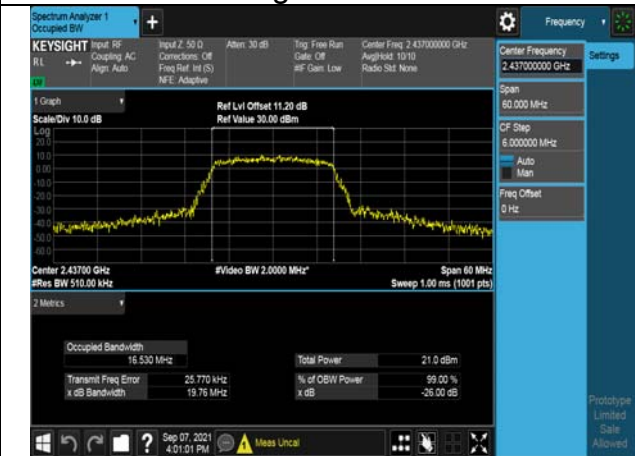 Spectrum Analyzer 1
Occupied BW
+
Frequency
KEYSIGHT
RL
Input: RF
Coupling: AC
Align: Auto
Input Z: 50 Ω
Corrections: Off
Freq Ref: Int (S)
NFE: Adaptive
Atten: 30 dB
Trig: Free Run
Gate: Off
#IF Gain: Low
Center Freq: 2.437000000 GHz
Avg|Hold: 10/10
Radio Std: None
Center Frequency
2.437000000 GHz
Settings
Span
60.000 MHz
CF Step
6.000000 MHz
Auto
Man
Freq Offset
0 Hz
1 Graph
Scale/Div 10.0 dB
Ref Lvl Offset 11.20 dB
Ref Value 30.00 dBm
Log
20.0
10.0
0.00
-10.0
-20.0
-30.0
-40.0
-50.0
-60.0
Center 2.43700 GHz
#Res BW 510.00 kHz
#Video BW 2.0000 MHz*
Span 60 MHz
Sweep 1.00 ms (1001 pts)
2 Metrics
Occupied Bandwidth
16.530 MHz
Total Power 21.0 dBm
Transmit Freq Error 25.770 kHz
% of OBW Power 99.00 %
x dB Bandwidth 19.76 MHz
x dB -26.00 dB
Prototype
Limited
Sale
Allowed
?
Sep 07, 2021
4:01:01 PM
1
Meas Uncal